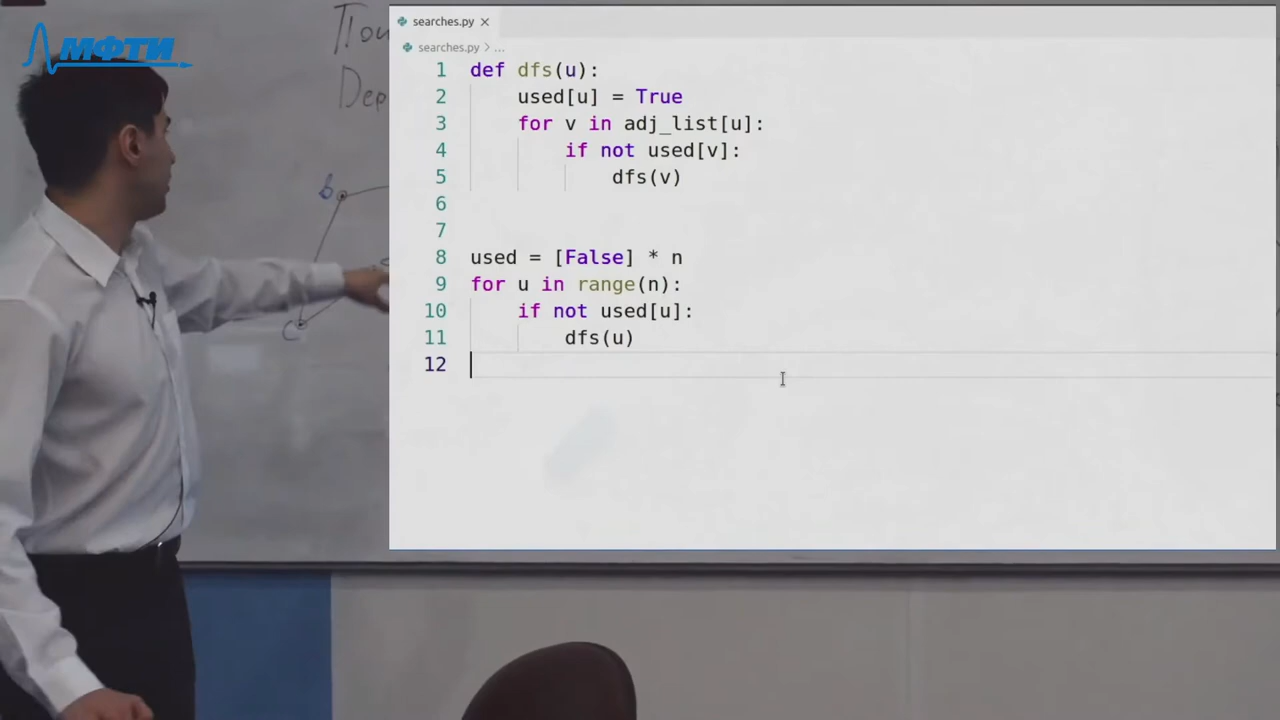 МФТИ
searches.py
searches.py > ...
1 def dfs(u):
2 used[u] = True
3 for v in adj_list[u]:
4 if not used[v]:
5 dfs(v)
6
7
8 used = [False] * n
9 for u in range(n):
10 if not used[u]:
11 dfs(u)
12
b
c